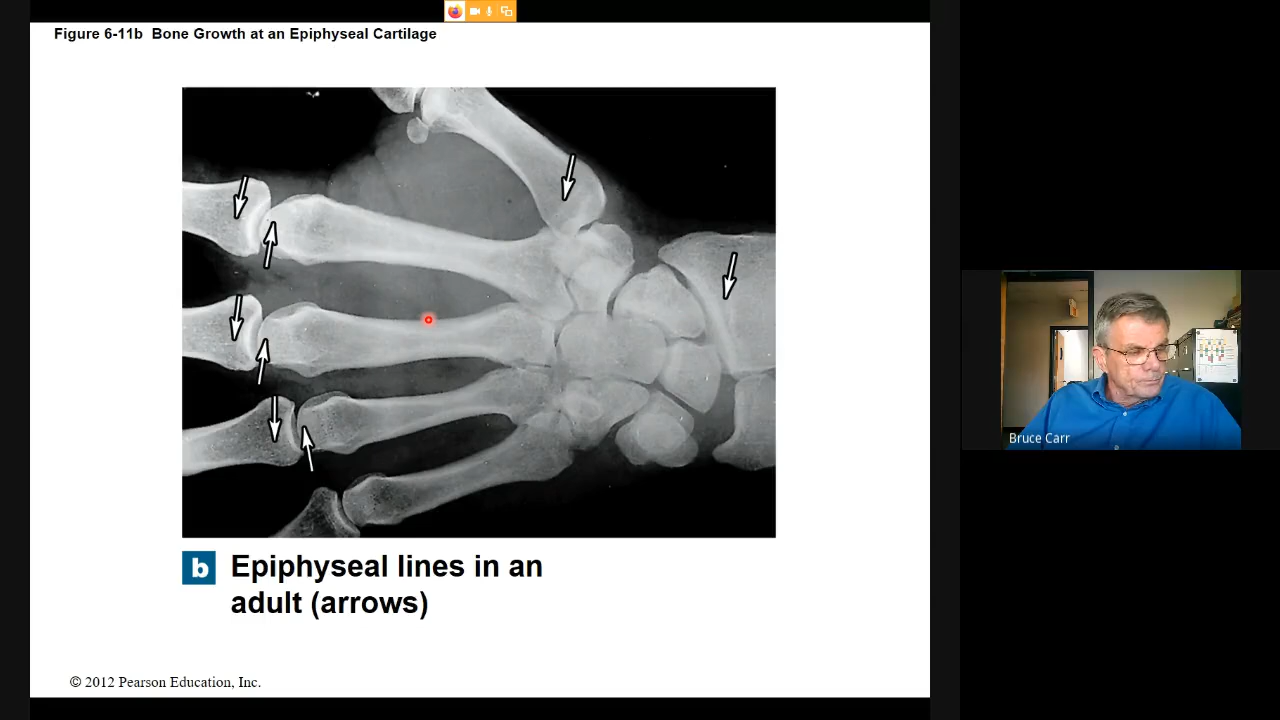 Figure 6-11b Bone Growth at an Epiphyseal Cartilage
b Epiphyseal lines in an
adult (arrows)
© 2012 Pearson Education, Inc.
Bruce Carr